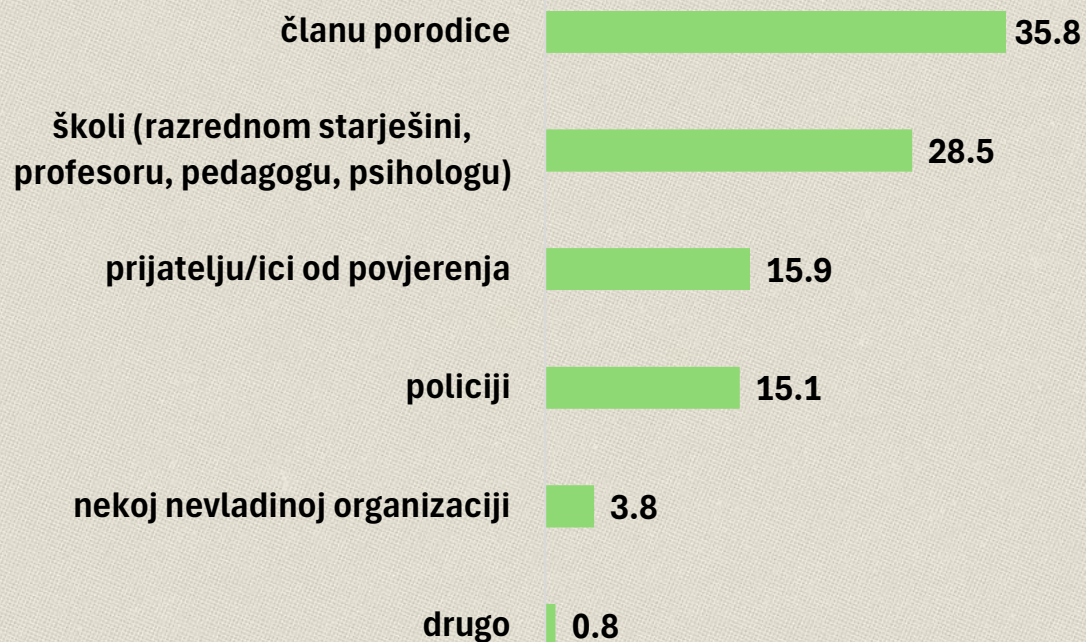 članu porodice 35.8
školi (razrednom starješini,
profesoru, pedagogu, psihologu) 28.5
prijatelju/ici od povjerenja 15.9
policiji 15.1
nekoj nevladinoj organizaciji 3.8
drugo 0.8